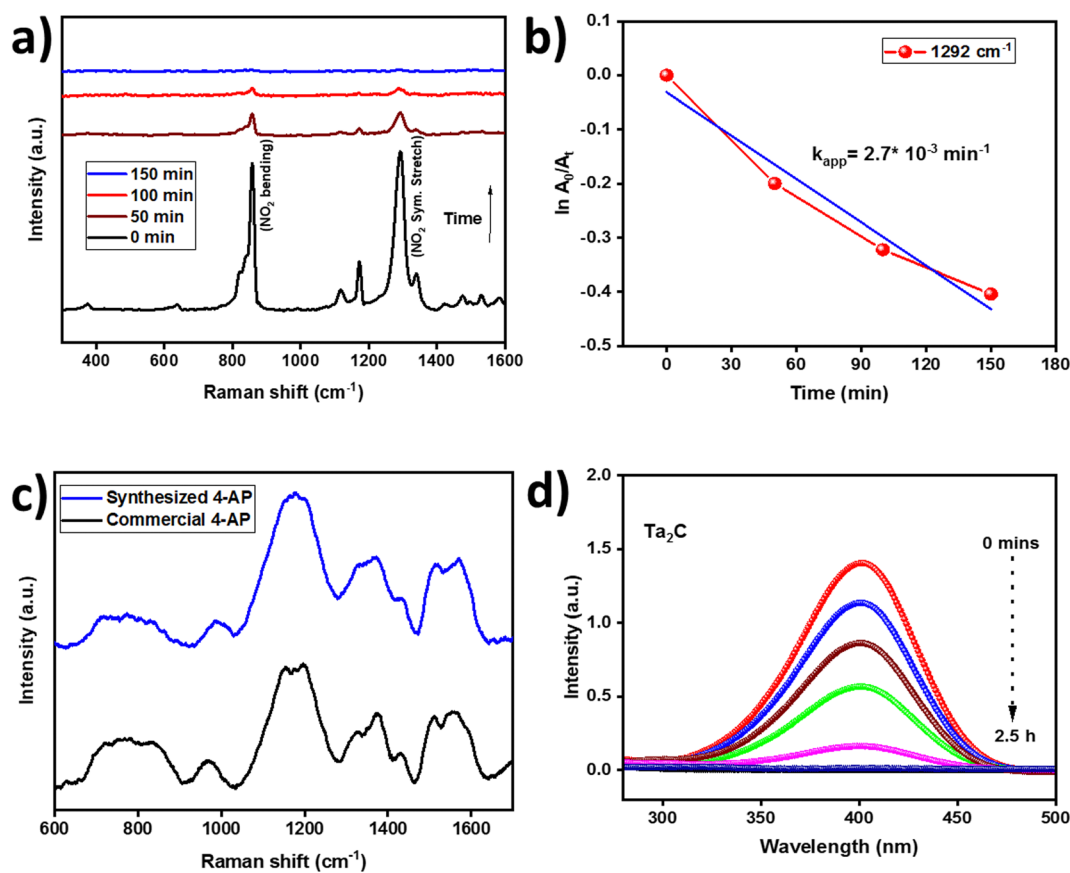 a)
Intensity (a.u.)
150 min
100 min
50 min
0 min
(NO2 bending)
(NO2 Sym. Stretch)
Time
400 600 800 1000 1200 1400 1600
Raman shift (cm-1)
b)
ln A0/At
0.1
0.0
-0.1
-0.2
-0.3
-0.4
-0.5
1292 cm-1
kapp= 2.7* 10-3 min-1
0 30 60 90 120 150 180
Time (min)
c)
Intensity (a.u.)
Synthesized 4-AP
Commercial 4-AP
600 800 1000 1200 1400 1600
Raman shift (cm-1)
d)
Intensity (a.u.)
2.0
1.5
1.0
0.5
0.0
Ta2C
0 mins
2.5 h
300 350 400 450 500
Wavelength (nm)